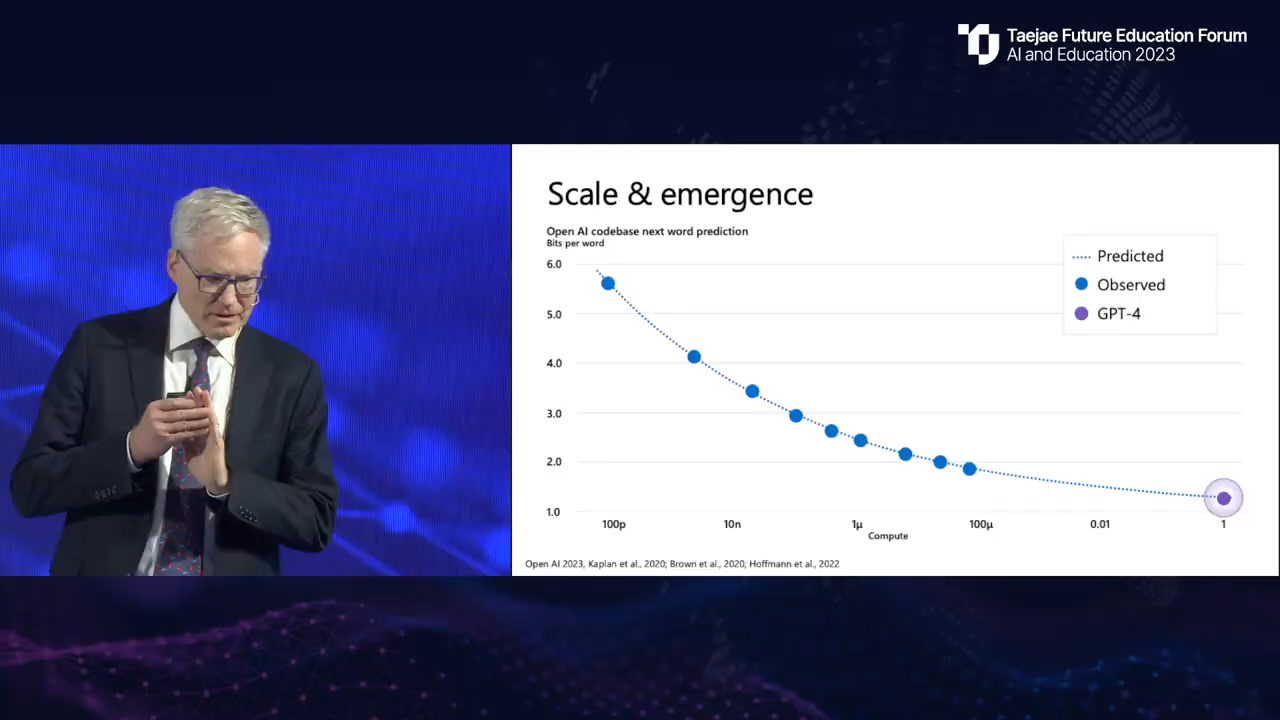 Taejae Future Education Forum
AI and Education 2023
Scale & emergence
Open AI codebase next word prediction
Bits per word
Predicted
Observed
GPT-4
6.0
5.0
4.0
3.0
2.0
1.0
100p
10n
1µ
100µ
0.01
1
Compute
Open AI 2023, Kaplan et al., 2020; Brown et al., 2020; Hoffmann et al., 2022